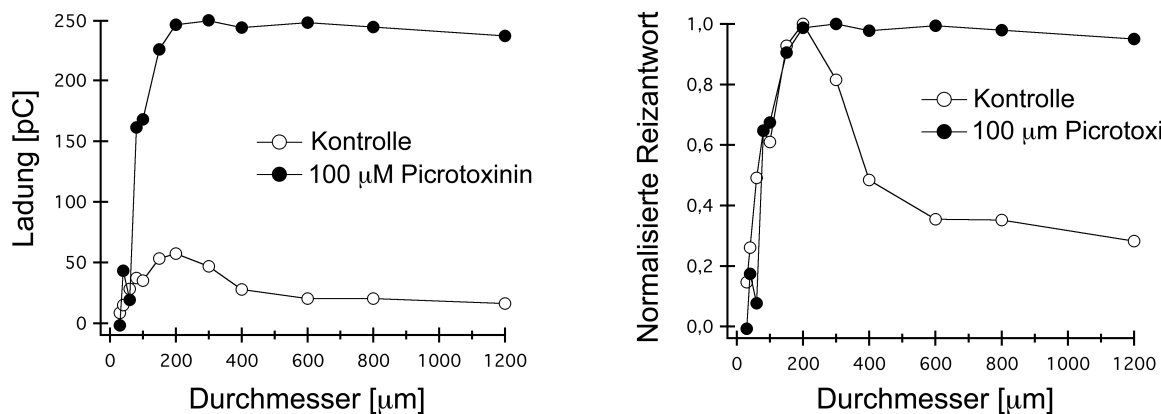 Ladung [pC]
250
200
150
100
50
0
Kontrolle
100 μM Picrotoxinin
0 200 400 600 800 1000 1200
Durchmesser [μm]
Normalisierte Reizantwort
1,0
0,8
0,6
0,4
0,2
0,0
Kontrolle
100 μm Picrotoxi
0 200 400 600 800 1000 1200
Durchmesser [μm]